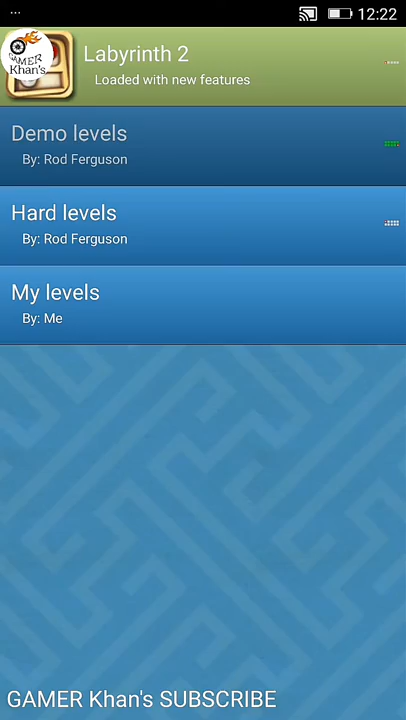 ...
12:22
GAMER
Khan's
Labyrinth 2
Loaded with new features
Demo levels
By: Rod Ferguson
Hard levels
By: Rod Ferguson
My levels
By: Me
GAMER Khan's SUBSCRIBE